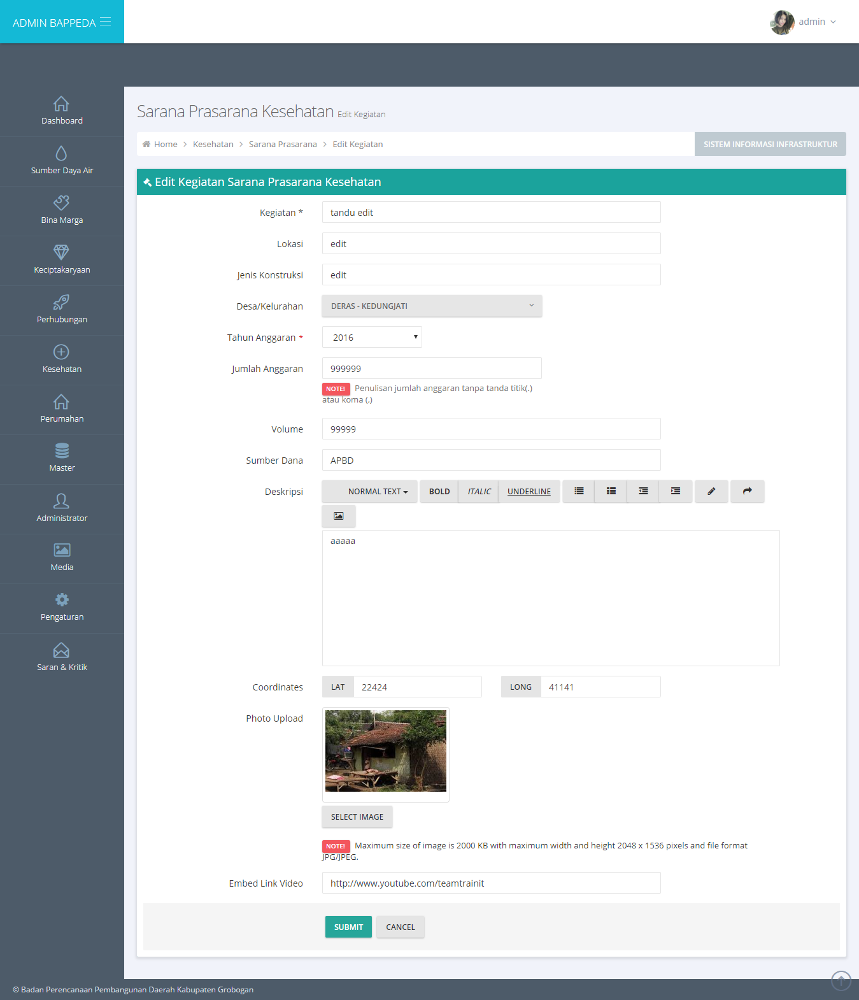 ADMIN BAPPEDA
admin
Dashboard
Sumber Daya Air
Bina Marga
Keciptakaryaan
Perhubungan
Kesehatan
Perumahan
Master
Administrator
Media
Pengaturan
Saran & Kritik
Sarana Prasarana Kesehatan Edit Kegiatan
Home > Kesehatan > Sarana Prasarana > Edit Kegiatan
SISTEM INFORMASI INFRASTRUKTUR
Edit Kegiatan Sarana Prasarana Kesehatan
Kegiatan * tandu edit
Lokasi edit
Jenis Konstruksi edit
Desa/Kelurahan DERAS - KEDUNGJATI
Tahun Anggaran * 2016
Jumlah Anggaran 999999
NOTE! Penulisan jumlah anggaran tanpa tanda titik(.)
atau koma (,)
Volume 99999
Sumber Dana APBD
Deskripsi NORMAL TEXT BOLD ITALIC UNDERLINE
aaaaa
Coordinates LAT 22424 LONG 41141
Photo Upload
SELECT IMAGE
NOTE! Maximum size of image is 2000 KB with maximum width and height 2048 x 1536 pixels and file format
JPG/JPEG.
Embed Link Video http://www.youtube.com/teamtrainit
SUBMIT CANCEL
© Badan Perencanaan Pembangunan Daerah Kabupaten Grobogan